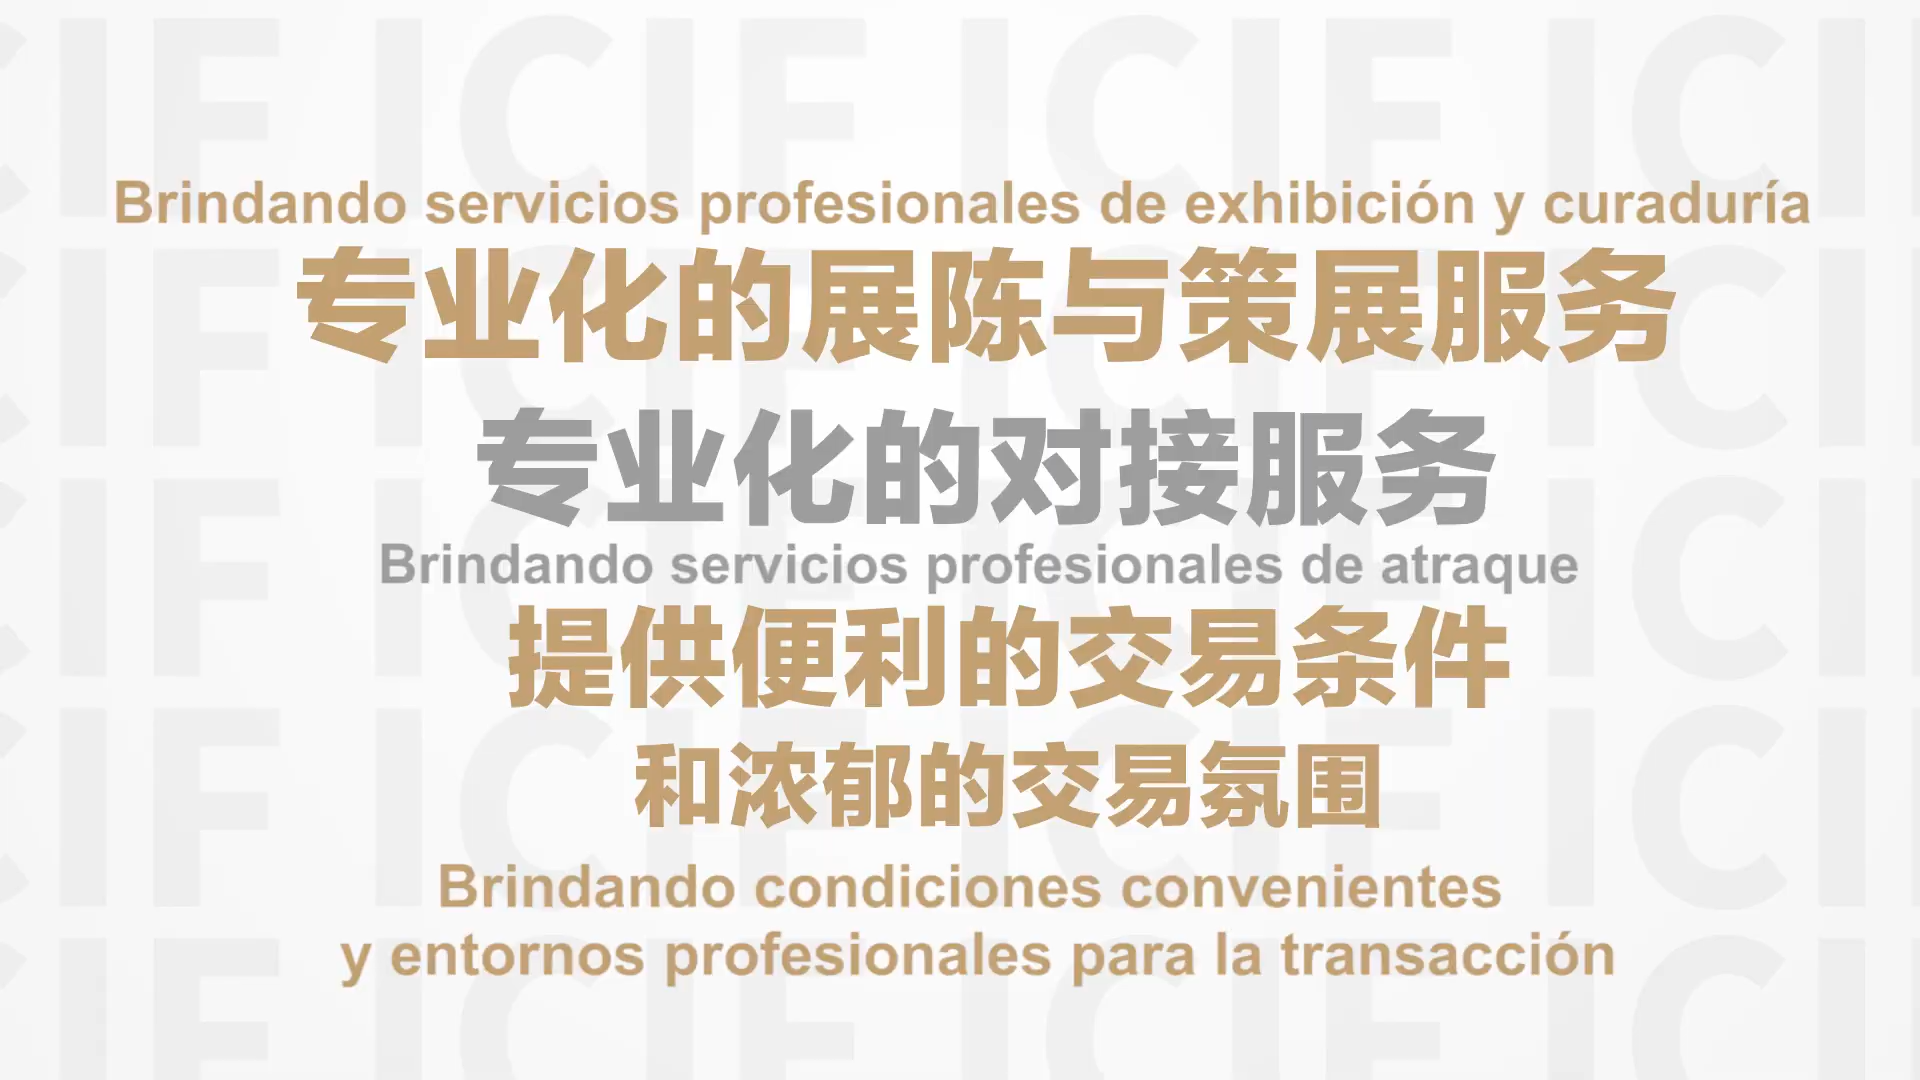 Brindando servicios profesionales de exhibición y curaduría
专业化的展陈与策展服务
专业化的对接服务
Brindando servicios profesionales de atraque
提供便利的交易条件
和浓郁的交易氛围
Brindando condiciones convenientes
y entornos profesionales para la transacción